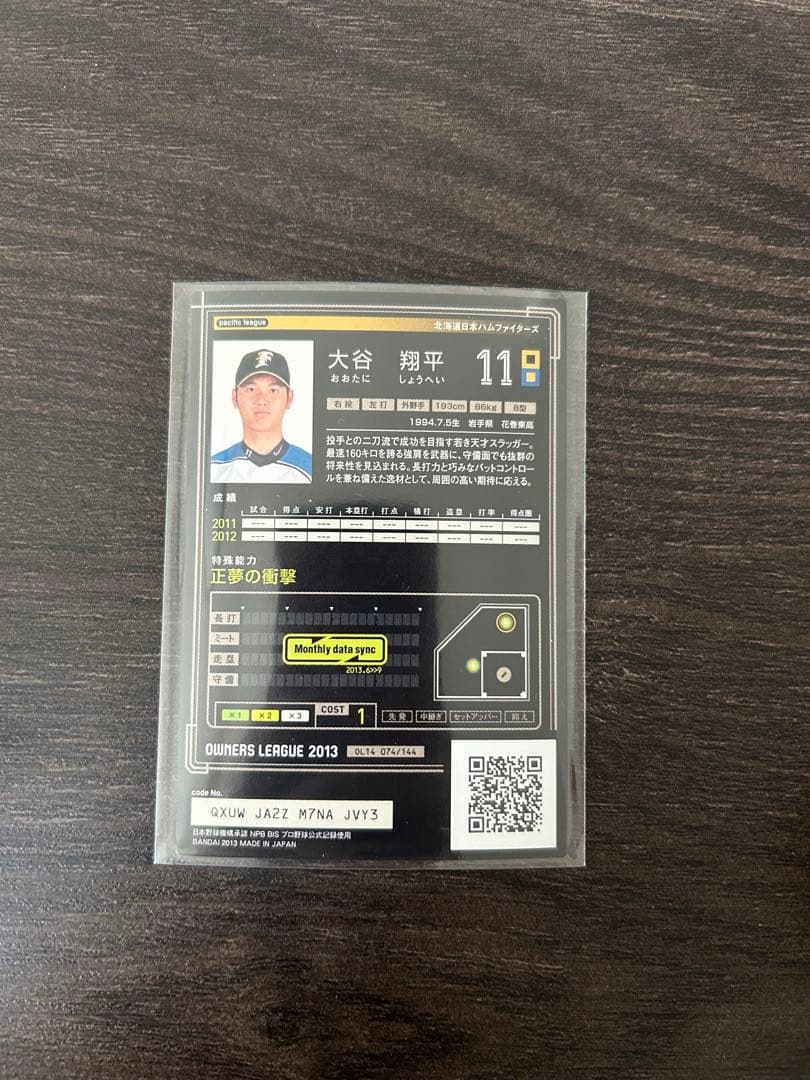 pacific league 北海道日本ハムファイターズ
大谷 翔平 11
おおたに しょうへい
右投 左打 外野手 193cm 86kg B型
1994.7.5生 岩手県 花巻東高
投手との二刀流で成功を目指す若き天才スラッガー。
最速160キロを誇る強肩を武器に、守備面でも抜群の
将来性を見込まれる。長打力と巧みなバットコントロー
ルを兼ね備えた逸材として、周囲の高い期待に応える。
成績
試合 得点 安打 本塁打 打点 犠打 盗塁 打率 得点圏
2011 --- --- --- --- --- --- --- --- ---
2012 --- --- --- --- --- --- --- --- ---
特殊能力
正夢の衝撃
長打
ミート
走塁
守備
Monthly data sync
2013.6>>9
×1 ×2 ×3 COST 1 先発 中継ぎ セットアッパー 抑え
OWNERS LEAGUE 2013 OL14 074/144
code No.
QXUW JA2Z M7NA JVY3
日本野球機構承認 NPB BIS プロ野球公式記録使用
BANDAI 2013 MADE IN JAPAN